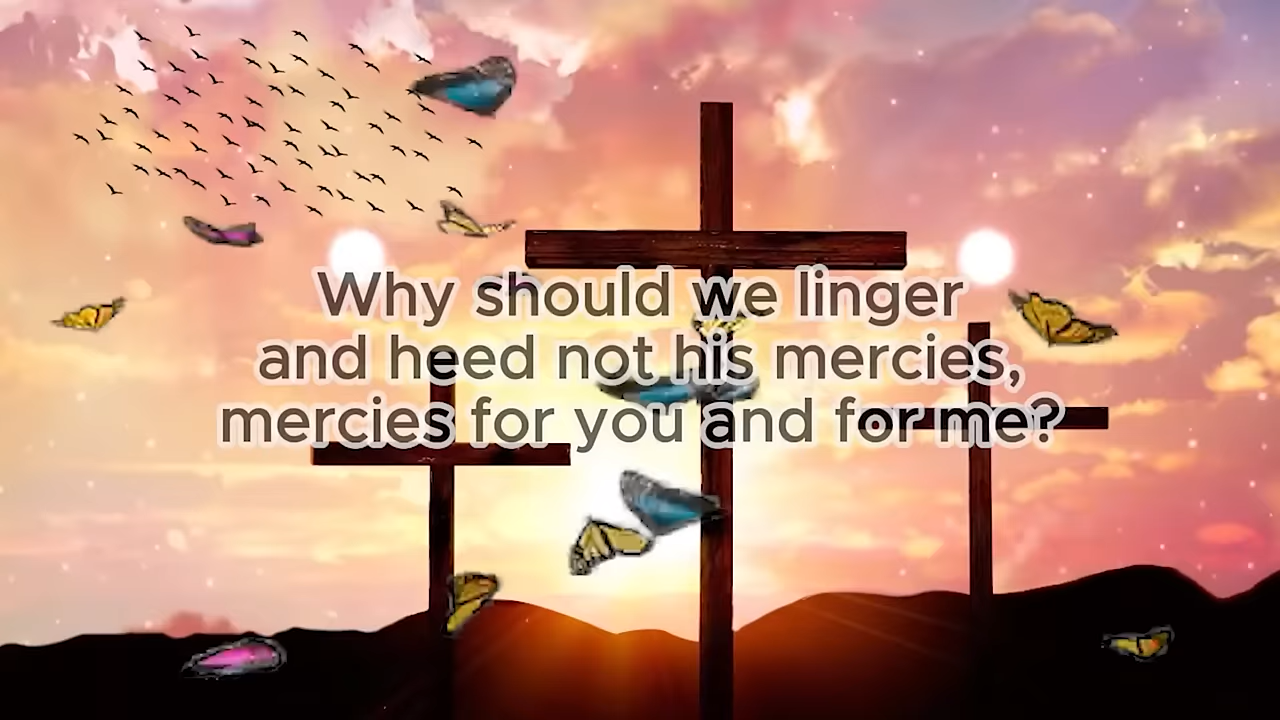 Why should we linger
and heed not his mercies,
mercies for you and for me?